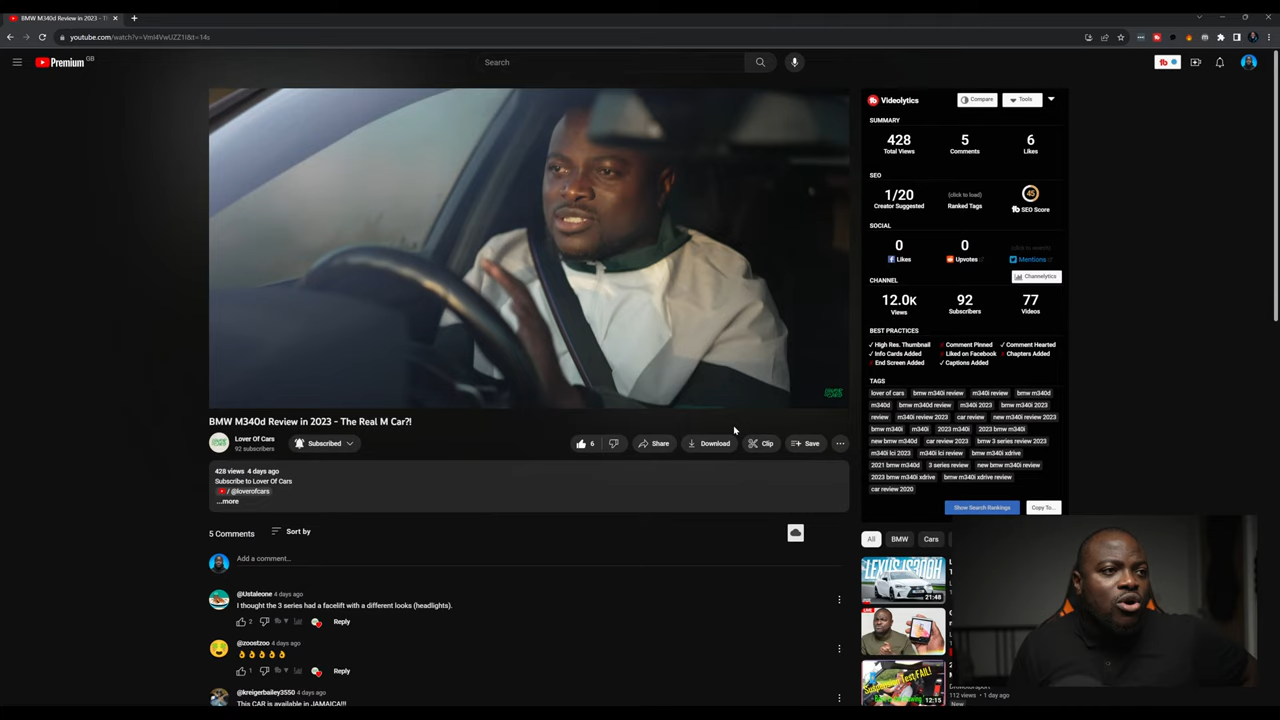 BMW M340d Review in 2023 - Th
youtube.com/watch?v=VmI4VwUZZ1I&t=14s
Premium GB
Search
BMW M340d Review in 2023 - The Real M Car?!
Lover Of Cars
92 subscribers
Subscribed
6
Share
Download
Clip
Save
428 views 4 days ago
Subscribe to Lover Of Cars
/ @loverofcars
...more
5 Comments
Sort by
Add a comment...
@Ustaleone 4 days ago
I thought the 3 series had a facelift with a different looks (headlights).
2
Reply
@zoostzoo 4 days ago
1
Reply
@kreigerbailey3550 4 days ago
This CAR is available in JAMAICA!!!
Videolytics
Compare
Tools
SUMMARY
428 5 6
Total Views Comments Likes
SEO
1/20 (click to load) 45
Creator Suggested Ranked Tags SEO Score
SOCIAL
0 0
Likes Upvotes Mentions
CHANNEL
Channelytics
12.0K 92 77
Views Subscribers Videos
BEST PRACTICES
High Res. Thumbnail Comment Pinned Comment Hearted
Info Cards Added Liked on Facebook Chapters Added
End Screen Added Captions Added
TAGS
lover of cars bmw m340i review m340i review bmw m340d
m340d bmw m340d review m340i 2023 bmw m340i 2023
review m340i review 2023 car review new m340i review 2023
bmw m340i m340i 2023 m340i 2023 bmw m340i
new bmw m340d car review 2023 bmw 3 series review 2023
m340i lci 2023 m340i lci review bmw m340i xdrive
2021 bmw m340d 3 series review new bmw m340i review
2023 bmw m340i xdrive bmw m340i xdrive review
car review 2020
Show Search Rankings
Copy To...
All
BMW
Cars
LEXUS IS300H
21:48
LIVE
Suspension Test FAIL!
12:15
112 views • 1 day ago
New